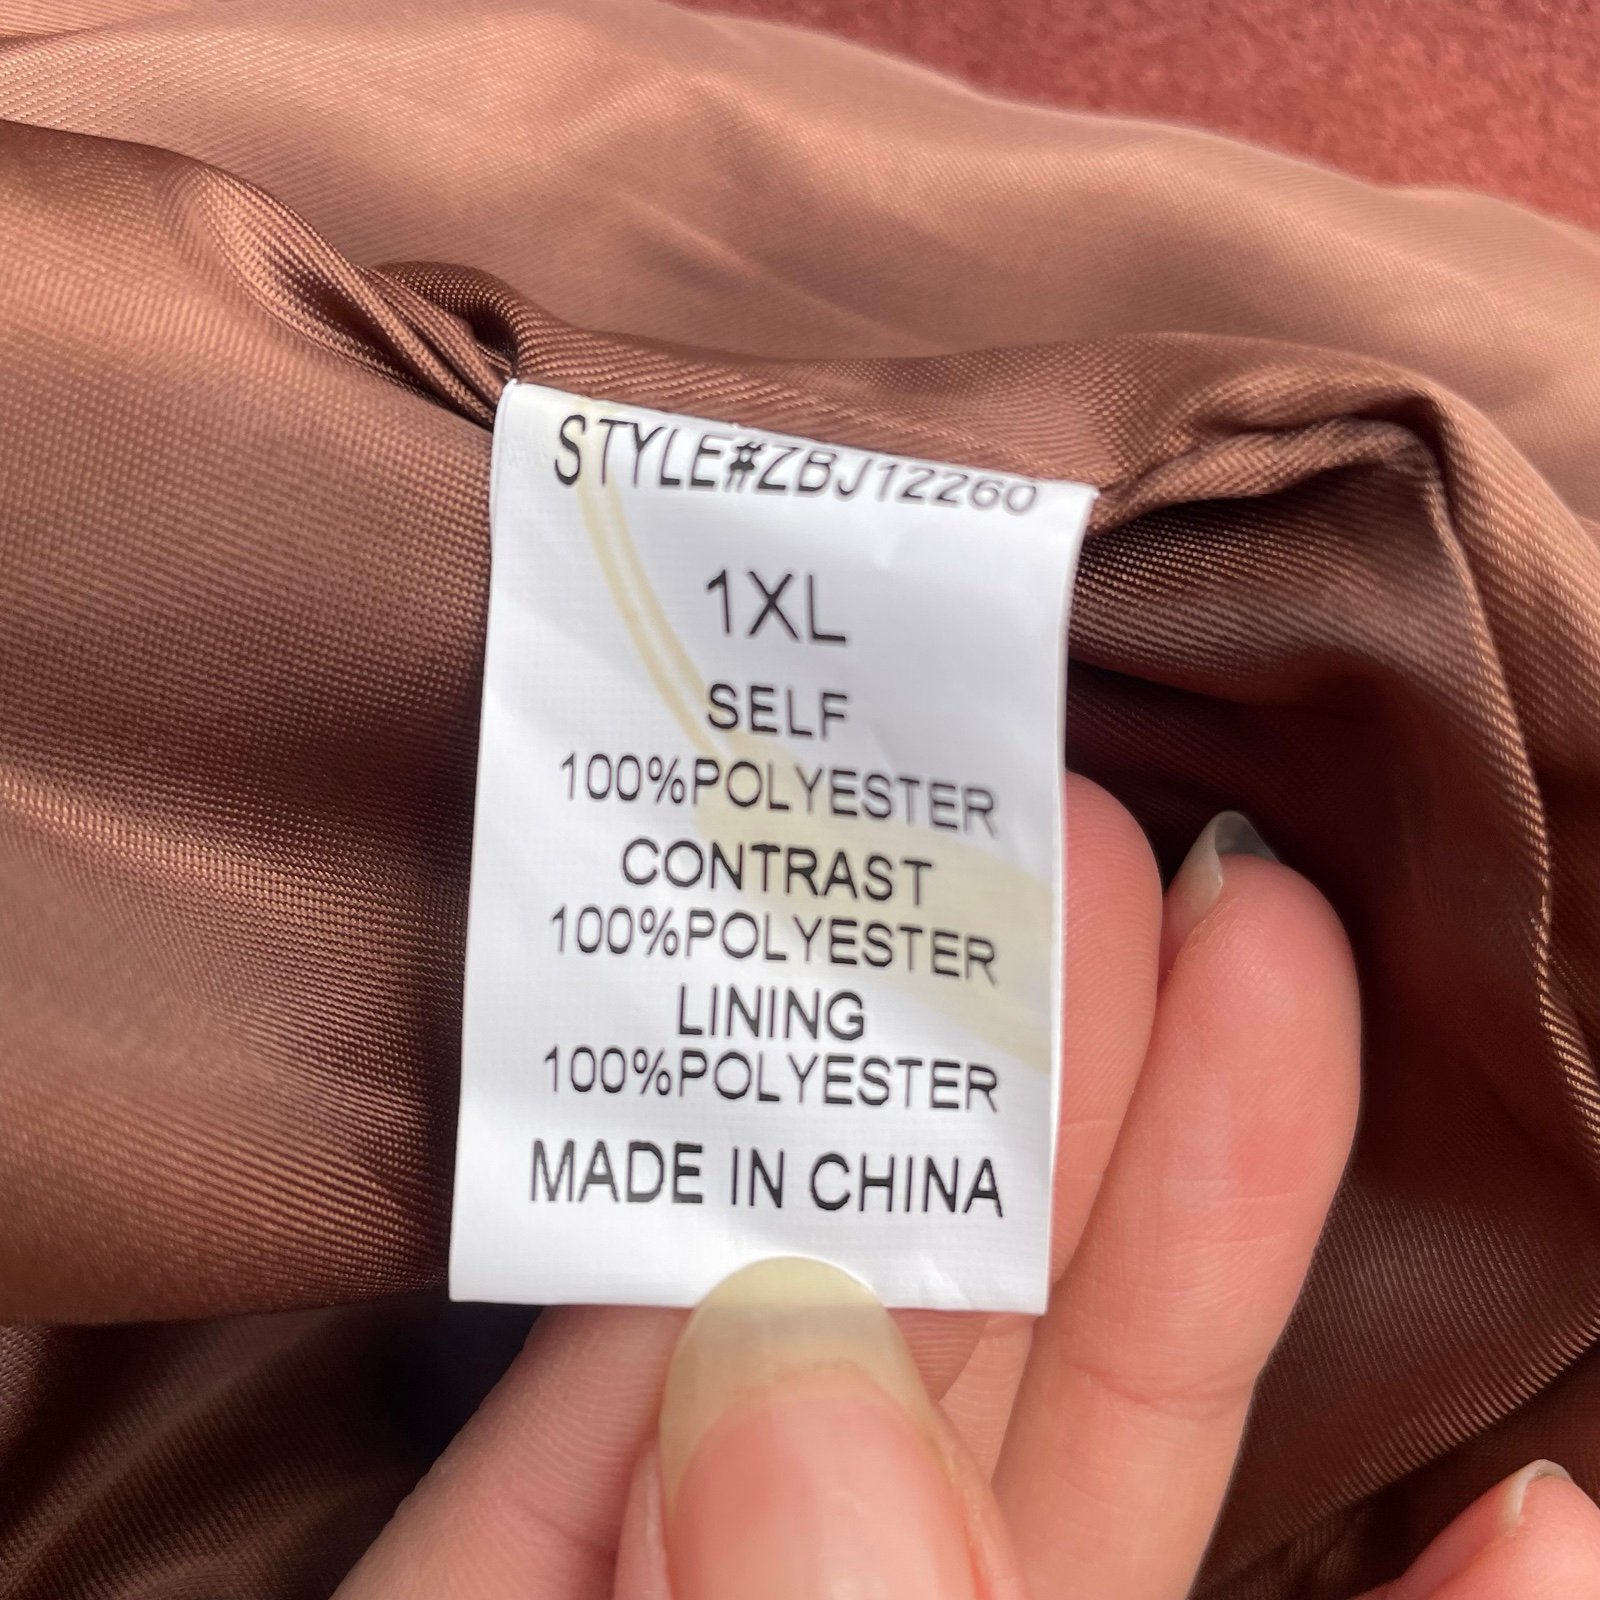 STYLE#ZBJ12260
1XL
SELF
100%POLYESTER
CONTRAST
100%POLYESTER
LINING
100%POLYESTER
MADE IN CHINA